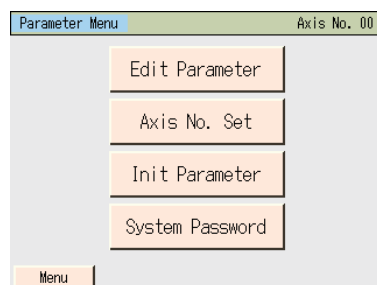 Parameter Menu Axis No. 00
Edit Parameter
Axis No. Set
Init Parameter
System Password
Menu